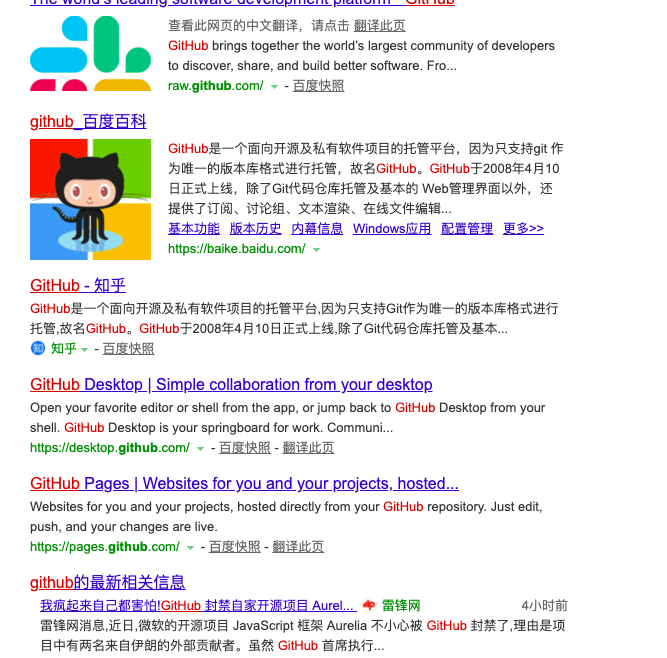 The world's leading software development platform · GitHub
查看此网页的中文翻译，请点击 翻译此页
GitHub brings together the world's largest community of developers
to discover, share, and build better software. Fro...
raw.github.com/ - 百度快照
github_百度百科
GitHub是一个面向开源及私有软件项目的托管平台，因为只支持git 作
为唯一的版本库格式进行托管，故名GitHub。GitHub于2008年4月10
日正式上线，除了Git代码仓库托管及基本的 Web管理界面以外，还
提供了订阅、讨论组、文本渲染、在线文件编辑...
基本功能 版本历史 内幕信息 Windows应用 配置管理 更多>>
https://baike.baidu.com/
GitHub - 知乎
GitHub是一个面向开源及私有软件项目的托管平台,因为只支持Git作为唯一的版本库格式进行
托管,故名GitHub。GitHub于2008年4月10日正式上线,除了Git代码仓库托管及基本...
知 知乎 - 百度快照
GitHub Desktop | Simple collaboration from your desktop
Open your favorite editor or shell from the app, or jump back to GitHub Desktop from your
shell. GitHub Desktop is your springboard for work. Communi...
https://desktop.github.com/ - 百度快照 - 翻译此页
GitHub Pages | Websites for you and your projects, hosted...
Websites for you and your projects, hosted directly from your GitHub repository. Just edit,
push, and your changes are live.
https://pages.github.com/ - 百度快照 - 翻译此页
github的最新相关信息
我疯起来自己都害怕!GitHub 封禁自家开源项目 Aurel... 雷锋网 4小时前
雷锋网消息,近日,微软的开源项目 JavaScript 框架 Aurelia 不小心被 GitHub 封禁了,理由是项
目中有两名来自伊朗的外部贡献者。虽然 GitHub 首席执行...